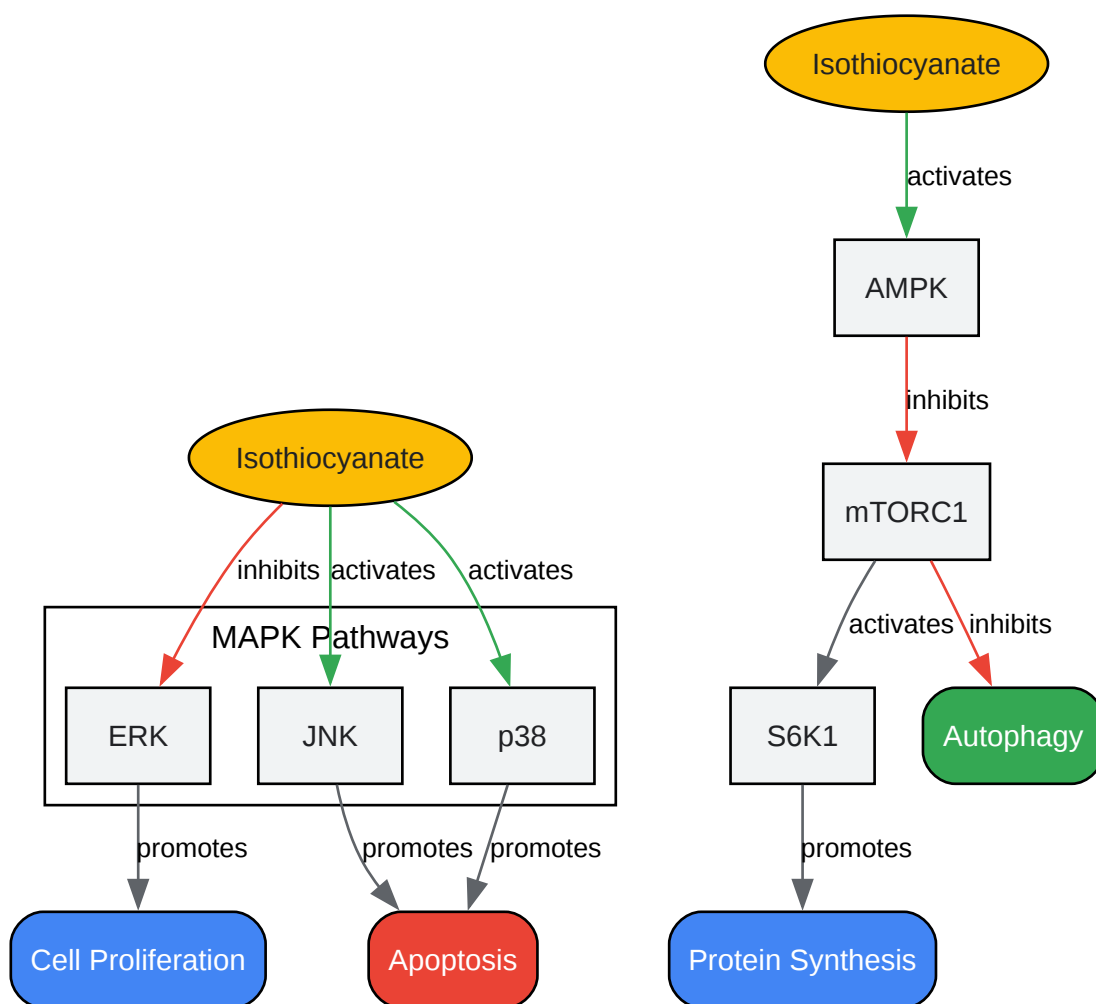 Isothiocyanate
activates
AMPK
inhibits
mTORC1
Isothiocyanate
inhibits
activates
activates
activates
inhibits
MAPK Pathways
ERK
JNK
p38
S6K1
Autophagy
promotes
promotes
promotes
promotes
Cell Proliferation
Apoptosis
Protein Synthesis